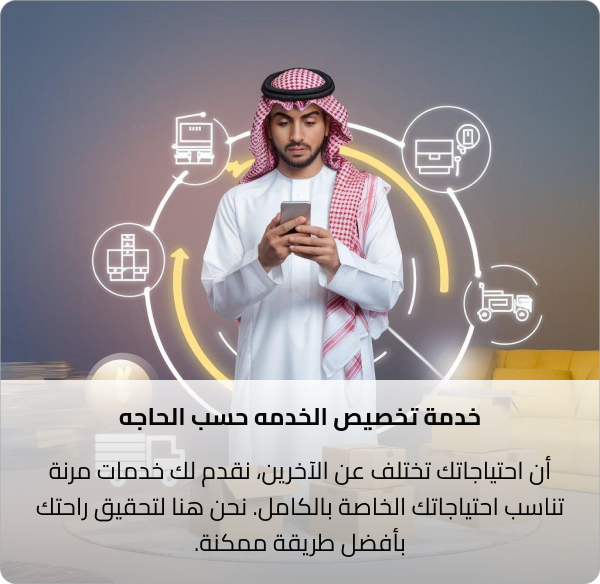 خدمة تخصيص الخدمه حسب الحاجه
أن احتياجاتك تختلف عن الآخرين، نقدم لك خدمات مرنة
تناسب احتياجاتك الخاصة بالكامل. نحن هنا لتحقيق راحتك
بأفضل طريقة ممكنة.